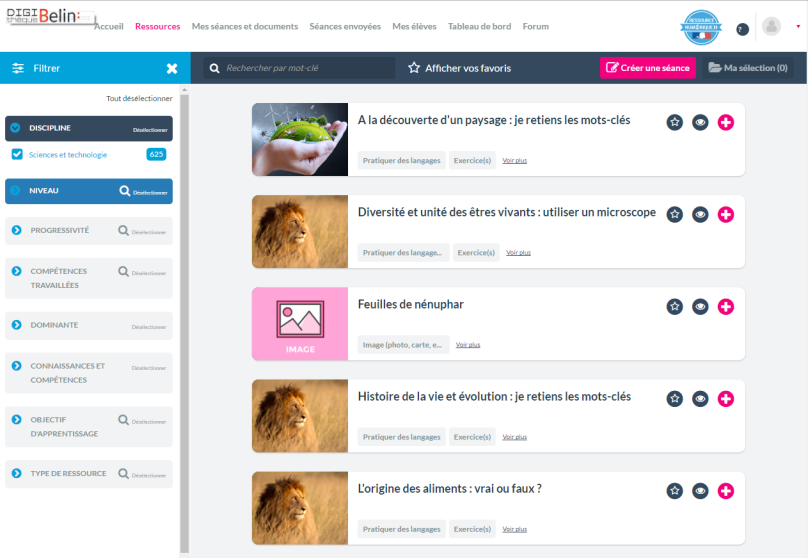 DIGI
thèque Belin:
Accueil Ressources Mes séances et documents Séances envoyées Mes élèves Tableau de bord Forum
RESSOURCE
NUMÉRIQUE
?
Filtrer
Recherche par mot-clé
Afficher vos favoris
Créer une séance
Ma sélection (0)
Tout désélectionner
DISCIPLINE Désélectionner
Sciences et technologie 625
NIVEAU Désélectionner
PROGRESSIVITÉ Désélectionner
COMPÉTENCES
TRAVAILLÉES Désélectionner
DOMINANTE Désélectionner
CONNAISSANCES ET
COMPÉTENCES Désélectionner
OBJECTIF
D'APPRENTISSAGE Désélectionner
TYPE DE RESSOURCE Désélectionner
A la découverte d'un paysage : je retiens les mots-clés
Pratiquer des langages Exercice(s) Voir plus
Diversité et unité des êtres vivants : utiliser un microscope
Pratiquer des langage... Exercice(s) Voir plus
Feuilles de nénuphar
IMAGE
Image (photo, carte, e... Voir plus
Histoire de la vie et évolution : je retiens les mots-clés
Pratiquer des langages Exercice(s) Voir plus
L'origine des aliments : vrai ou faux ?
Pratiquer des langages Exercice(s) Voir plus